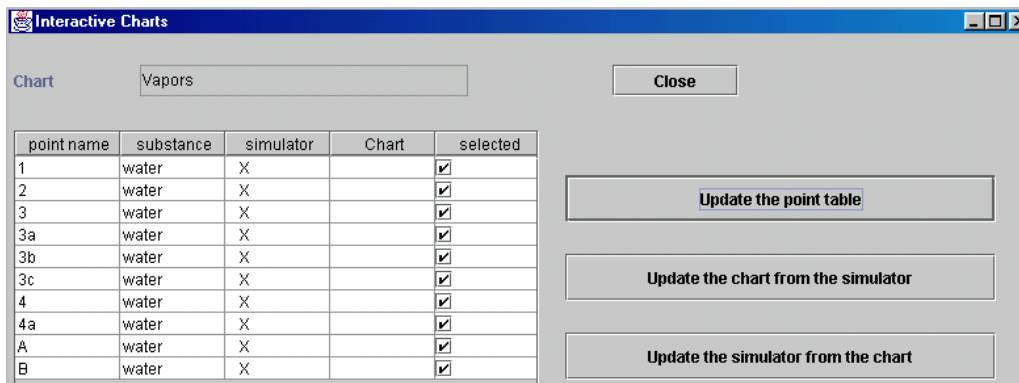 Interactive Charts
Chart Vapors Close
point name substance simulator Chart selected
1 water X
2 water X
Update the point table
3 water X
3a water X
3b water X
3c water X
Update the chart from the simulator
4 water X
4a water X
A water X
Update the simulator from the chart
B water X